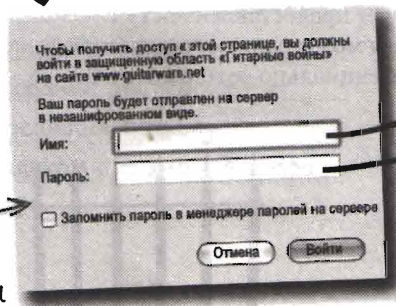 Чтобы получить доступ к этой странице, вы должны
войти в защищенную область «Гитарные войны»
на сайте www.guitarwars.net
Ваш пароль будет отправлен на сервер
в незашифрованном виде.
Имя:
Пароль:
Запомнить пароль в менеджере паролей на сервере
Отмена
Войти